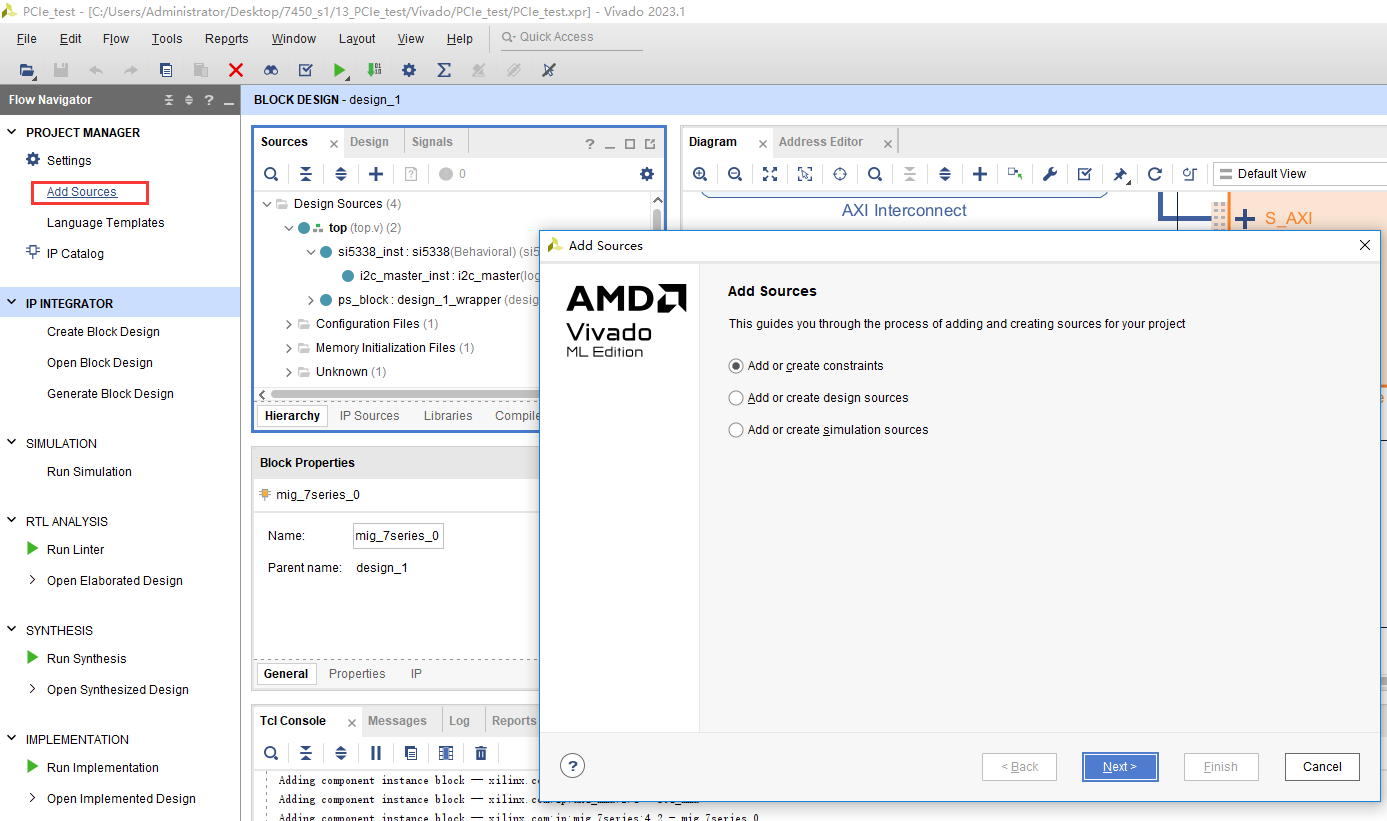 PCIe_test - [C:/Users/Administrator/Desktop/7450_s1/13_PCIe_test/Vivado/PCIe_test/PCIe_test.xpr] - Vivado 2023.1
File Edit Flow Tools Reports Window Layout View Help Quick Access
Flow Navigator
BLOCK DESIGN - design_1
PROJECT MANAGER
Settings
Add Sources
Language Templates
IP Catalog
IP INTEGRATOR
Create Block Design
Open Block Design
Generate Block Design
SIMULATION
Run Simulation
RTL ANALYSIS
Run Linter
Open Elaborated Design
SYNTHESIS
Run Synthesis
Open Synthesized Design
IMPLEMENTATION
Run Implementation
Open Implemented Design
Sources Design Signals
0
Design Sources (4)
top (top.v) (2)
si5338_inst : si5338(Behavioral) (si5
i2c_master_inst : i2c_master(log
ps_block : design_1_wrapper (desig
Configuration Files (1)
Memory Initialization Files (1)
Unknown (1)
Hierarchy IP Sources Libraries Compile
Block Properties
mig_7series_0
Name: mig_7series_0
Parent name: design_1
General Properties IP
Tcl Console Messages Log Reports
Adding component instance block -- xilinx.co
Adding component instance block -- xilinx.com
Adding component instance block -- xilinx.com:ip:mig_7series:4.2 - mig_7series_0
Diagram Address Editor
Default View
AXI Interconnect
S_AXI
Add Sources
AMD
Vivado
ML Edition
Add Sources
This guides you through the process of adding and creating sources for your project
Add or create constraints
Add or create design sources
Add or create simulation sources
?
< Back Next > Finish Cancel